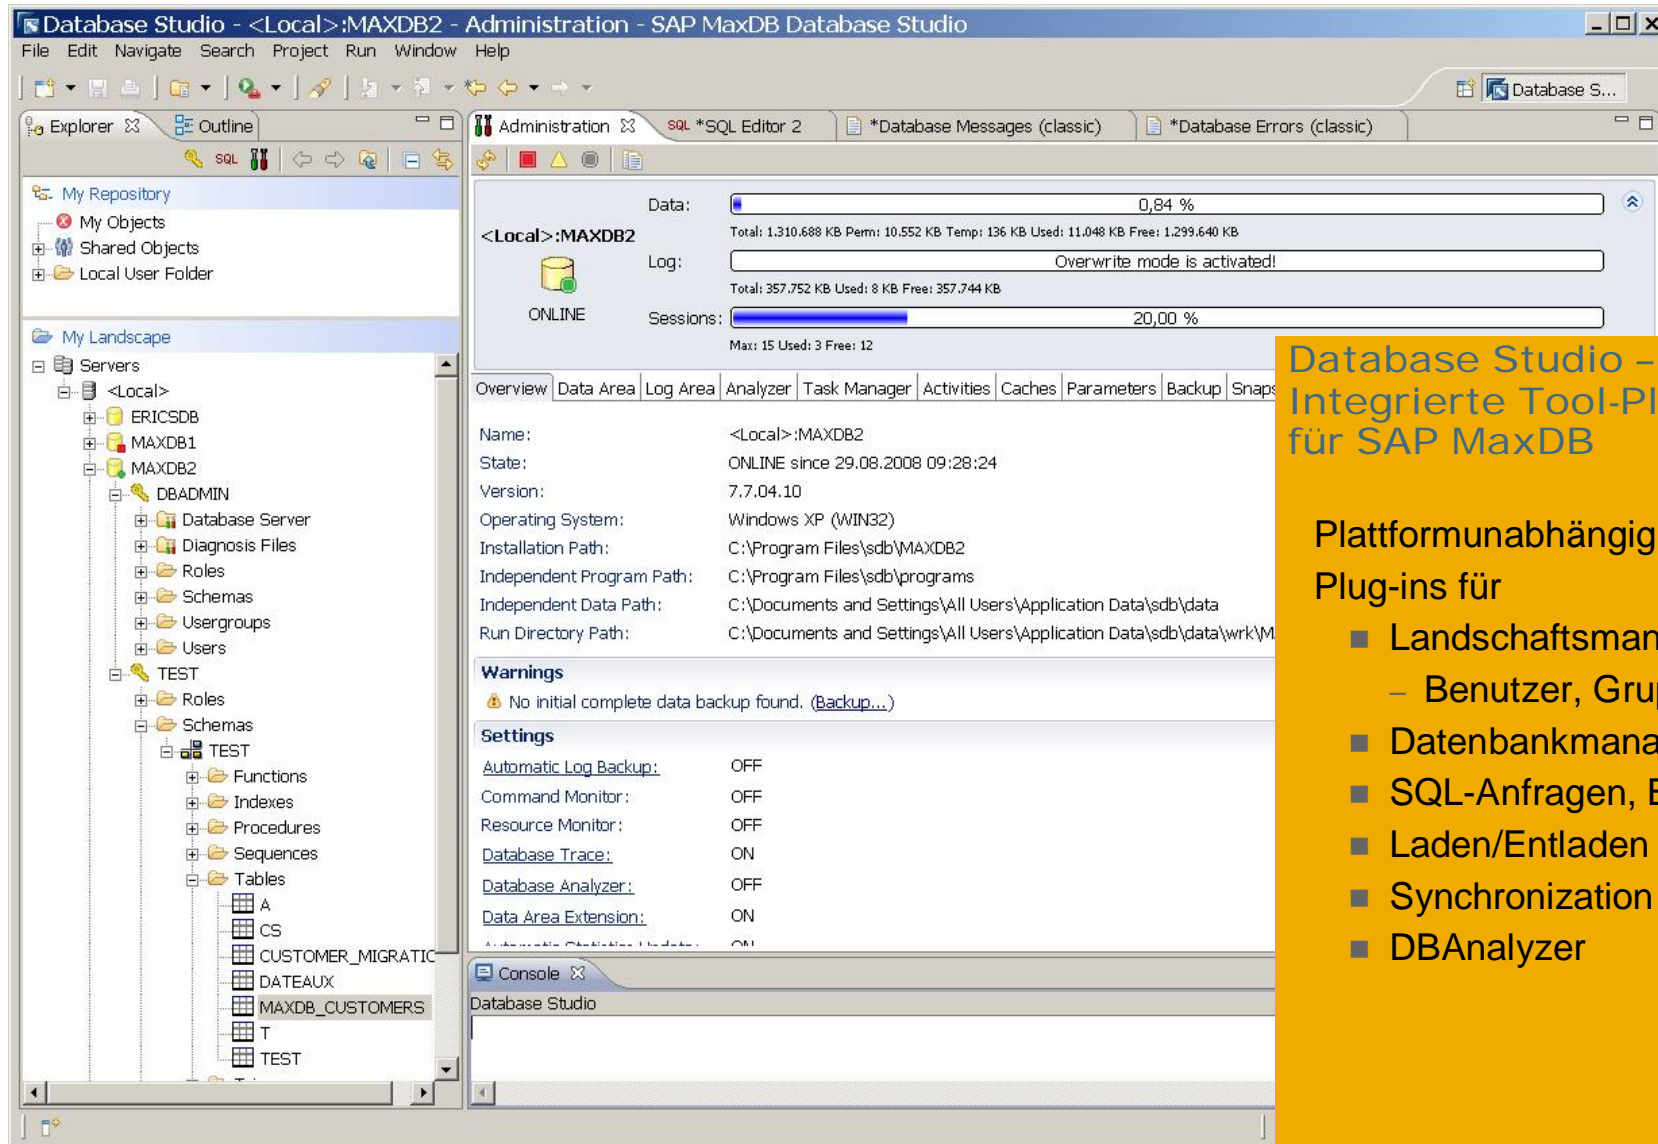 Database Studio - <Local>:MAXDB2 - Administration - SAP MaxDB Database Studio
File Edit Navigate Search Project Run Window Help
Database S...
Explorer Outline
SQL
My Repository
My Objects
Shared Objects
Local User Folder
My Landscape
Servers
<Local>
ERICSDB
MAXDB1
MAXDB2
DBADMIN
Database Server
Diagnosis Files
Roles
Schemas
Usergroups
Users
TEST
Roles
Schemas
TEST
Functions
Indexes
Procedures
Sequences
Tables
A
CS
CUSTOMER_MIGRATIC
DATEAUX
MAXDB_CUSTOMERS
T
TEST
Administration SQL *SQL Editor 2 *Database Messages (classic) *Database Errors (classic)
<Local>:MAXDB2
ONLINE
Data: 0,84 %
Total: 1.310.688 KB Perm: 10.552 KB Temp: 136 KB Used: 11.048 KB Free: 1.299.640 KB
Log: Overwrite mode is activated!
Total: 357.752 KB Used: 8 KB Free: 357.744 KB
Sessions: 20,00 %
Max: 15 Used: 3 Free: 12
Overview Data Area Log Area Analyzer Task Manager Activities Caches Parameters Backup Snaps
Name: <Local>:MAXDB2
State: ONLINE since 29.08.2008 09:28:24
Version: 7.7.04.10
Operating System: Windows XP (WIN32)
Installation Path: C:\Program Files\sdb\MAXDB2
Independent Program Path: C:\Program Files\sdb\programs
Independent Data Path: C:\Documents and Settings\All Users\Application Data\sdb\data
Run Directory Path: C:\Documents and Settings\All Users\Application Data\sdb\data\wrk\M
Warnings
No initial complete data backup found. (Backup...)
Settings
Automatic Log Backup: OFF
Command Monitor: OFF
Resource Monitor: OFF
Database Trace: ON
Database Analyzer: OFF
Data Area Extension: ON
Automatic Statistics Update: ON
Console
Database Studio
Database Studio –
Integrierte Tool-Pl
für SAP MaxDB
Plattformunabhängig
Plug-ins für
■ Landschaftsman
– Benutzer, Gru
■ Datenbankmana
■ SQL-Anfragen, E
■ Laden/Entladen
■ Synchronization
■ DBAnalyzer